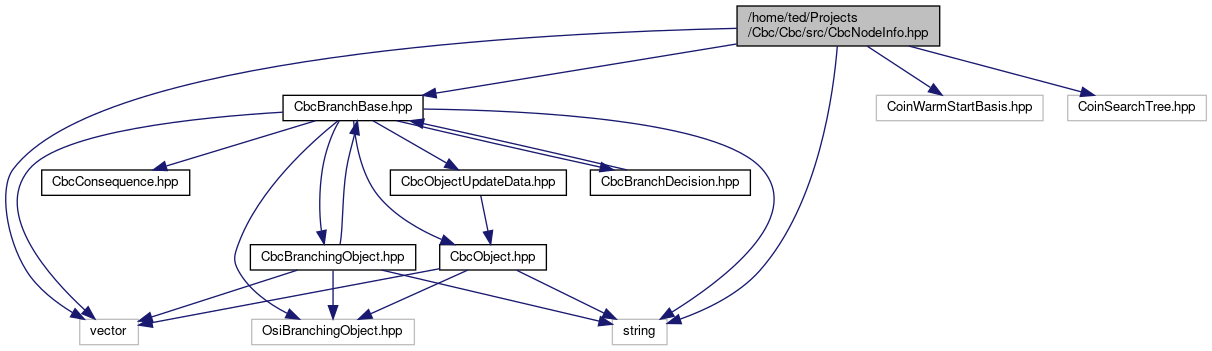 /home/ted/Projects
/Cbc/Cbc/src/CbcNodeInfo.hpp
CbcBranchBase.hpp
CoinWarmStartBasis.hpp
CoinSearchTree.hpp
CbcConsequence.hpp
CbcObjectUpdateData.hpp
CbcBranchDecision.hpp
CbcBranchingObject.hpp
CbcObject.hpp
vector
OsiBranchingObject.hpp
string